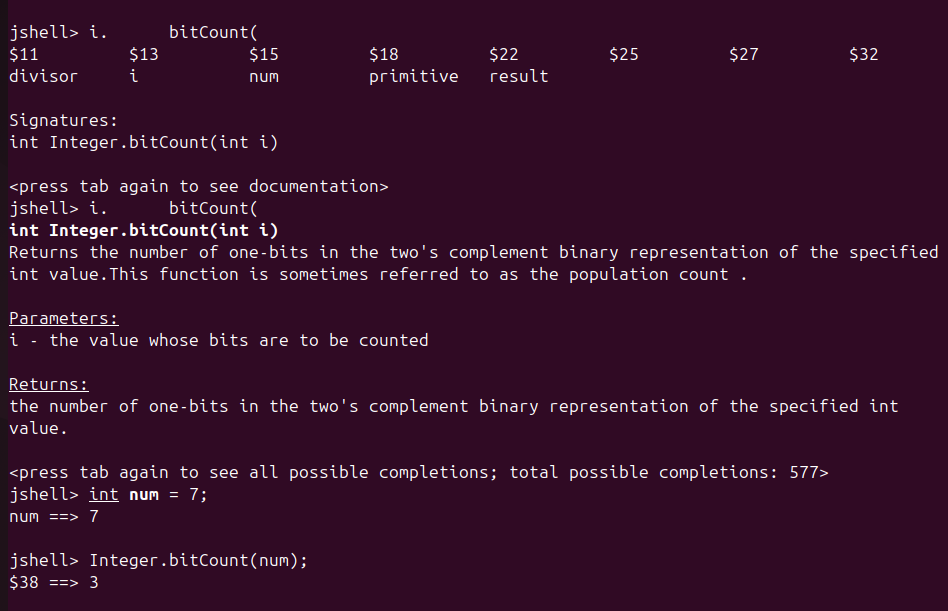 jshell> i.      bitCount(
$11         $13         $15         $18         $22         $25         $27         $32
divisor     i           num         primitive   result
Signatures:
int Integer.bitCount(int i)
<press tab again to see documentation>
jshell> i.      bitCount(
int Integer.bitCount(int i)
Returns the number of one-bits in the two's complement binary representation of the specified
int value.This function is sometimes referred to as the population count .
Parameters:
i - the value whose bits are to be counted
Returns:
the number of one-bits in the two's complement binary representation of the specified int
value.
<press tab again to see all possible completions; total possible completions: 577>
jshell> int num = 7;
num ==> 7
jshell> Integer.bitCount(num);
$38 ==> 3